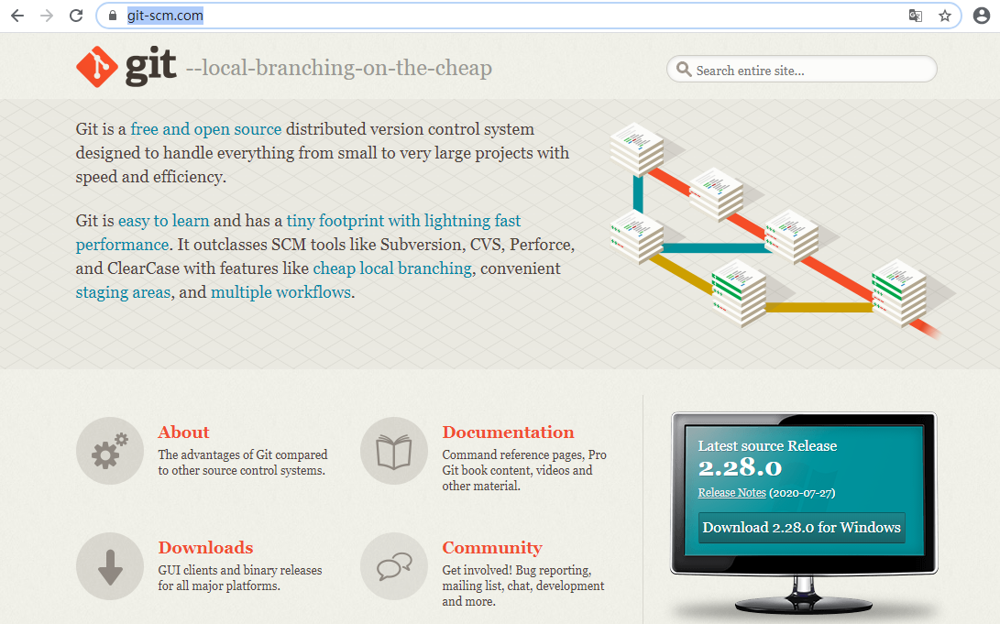 git-scm.com
git --local-branching-on-the-cheap
Search entire site...
Git is a free and open source distributed version control system
designed to handle everything from small to very large projects with
speed and efficiency.
Git is easy to learn and has a tiny footprint with lightning fast
performance. It outclasses SCM tools like Subversion, CVS, Perforce,
and ClearCase with features like cheap local branching, convenient
staging areas, and multiple workflows.
About
The advantages of Git compared
to other source control systems.
Documentation
Command reference pages, Pro
Git book content, videos and
other material.
Downloads
GUI clients and binary releases
for all major platforms.
Community
Get involved! Bug reporting,
mailing list, chat, development
and more.
Latest source Release
2.28.0
Release Notes (2020-07-27)
Download 2.28.0 for Windows